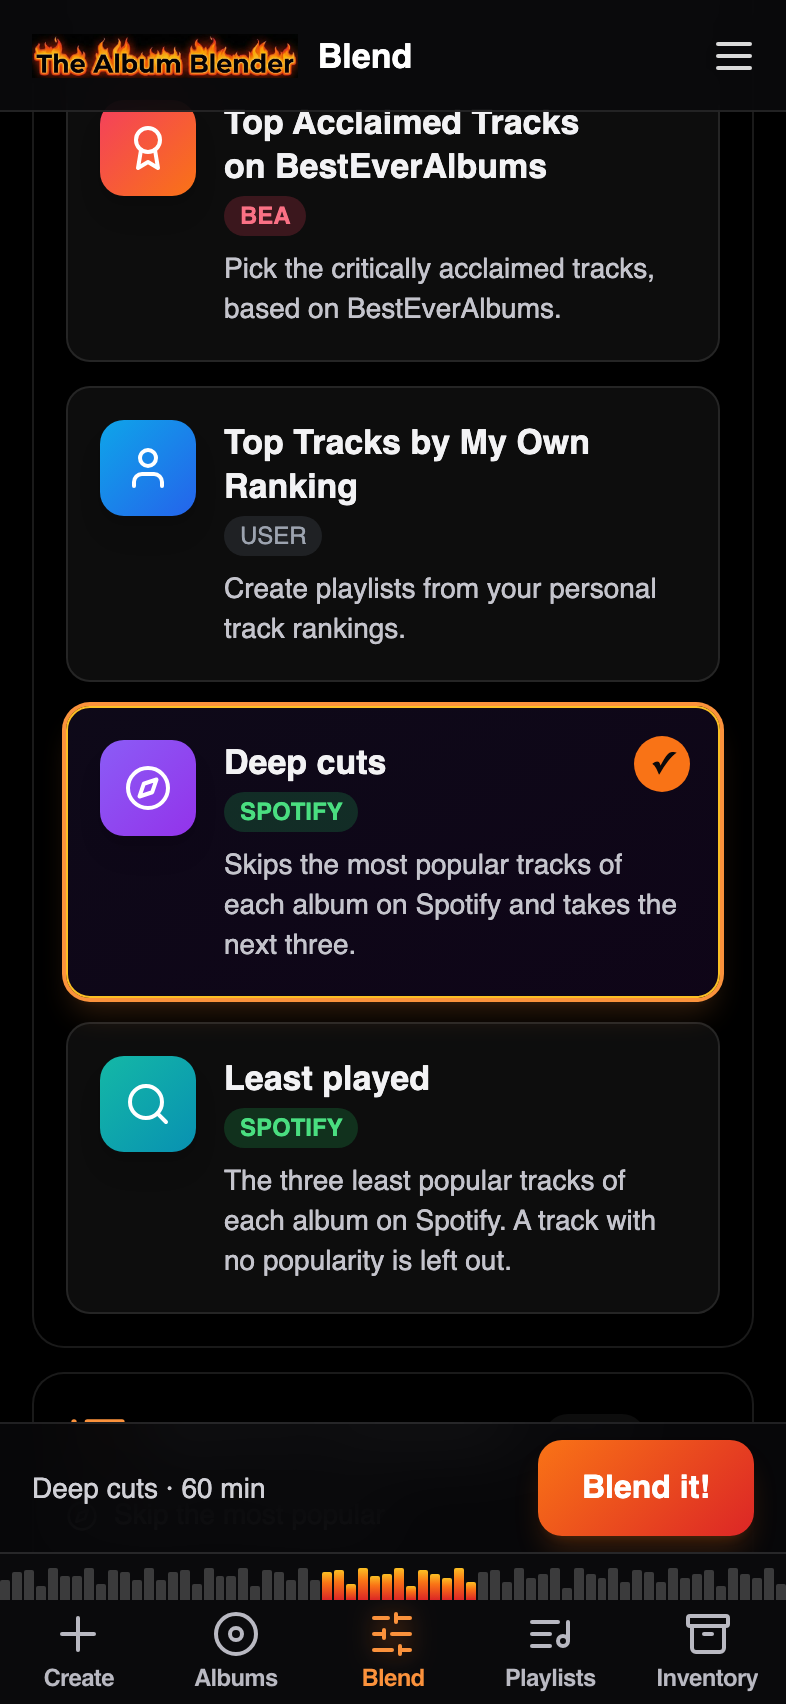 The Album Blender
Blend
Top Acclaimed Tracks
on BestEverAlbums
BEA
Pick the critically acclaimed tracks,
based on BestEverAlbums.
Top Tracks by My Own
Ranking
USER
Create playlists from your personal
track rankings.
Deep cuts
SPOTIFY
Skips the most popular tracks of
each album on Spotify and takes the
next three.
Least played
SPOTIFY
The three least popular tracks of
each album on Spotify. A track with
no popularity is left out.
Deep cuts · 60 min
Blend it!
Skip the most popular
Create
Albums
Blend
Playlists
Inventory